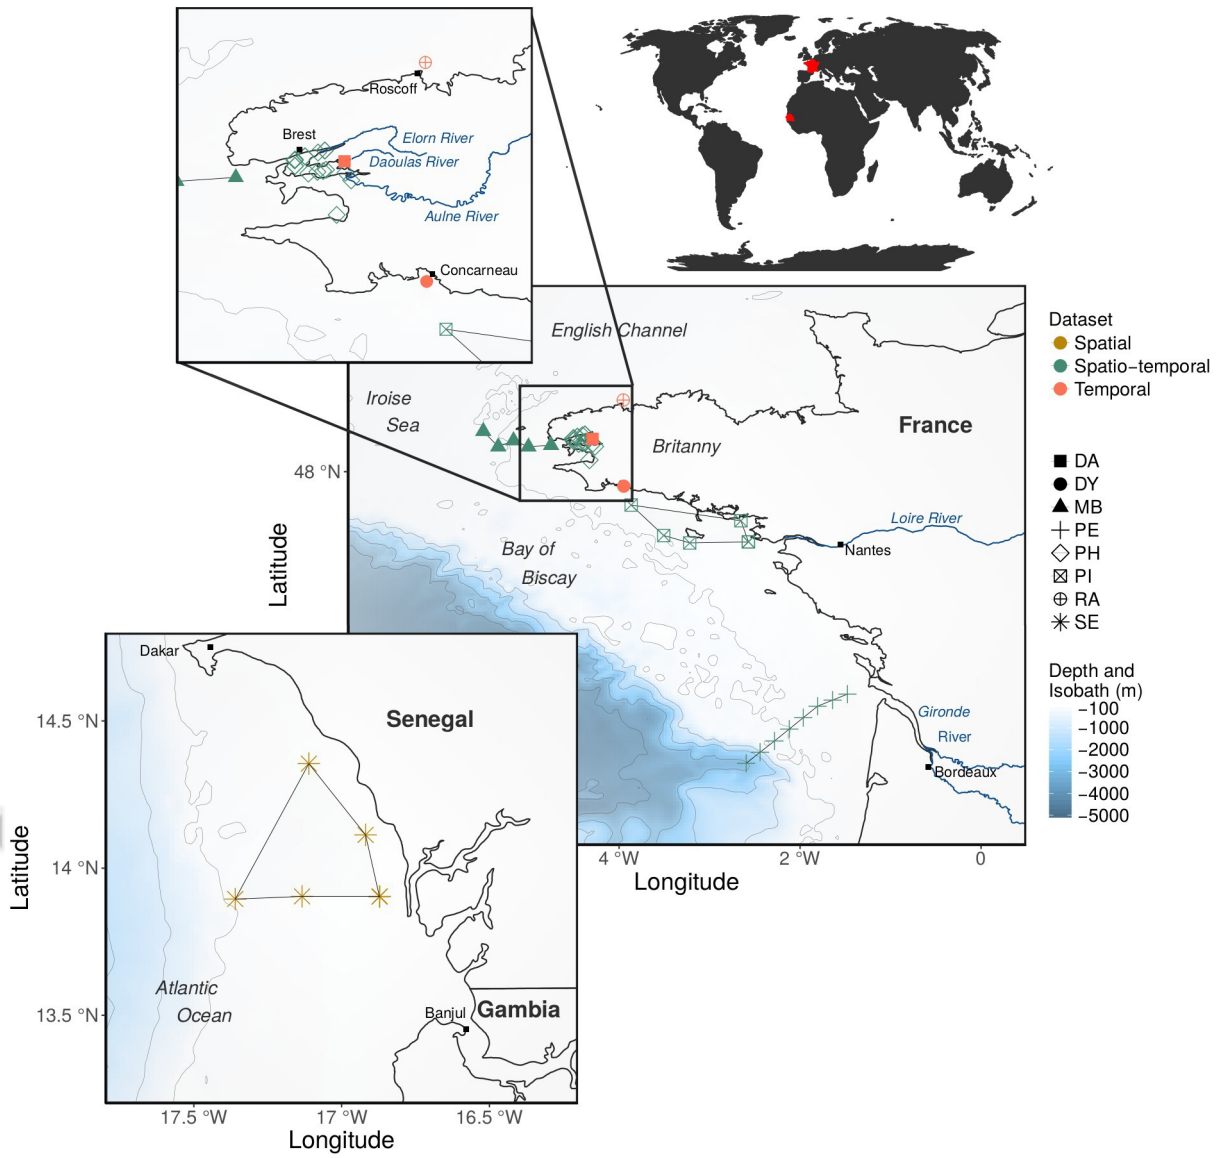 Roscoff
Brest
Elorn River
Daoulas River
Aulne River
Concarneau
English Channel
Iroise
Sea
Britanny
France
48 °N
Latitude
Loire River
Nantes
Bay of
Biscay
Gironde
River
Bordeaux
4 °W
2 °W
0
Longitude
Dataset
Spatial
Spatio-temporal
Temporal
DA
DY
MB
PE
PH
PI
RA
SE
Depth and
Isobath (m)
-100
-1000
-2000
-3000
-4000
-5000
Dakar
Senegal
14.5 °N
14 °N
13.5 °N
Latitude
Atlantic
Ocean
Banjul
Gambia
17.5 °W
17 °W
16.5 °W
Longitude